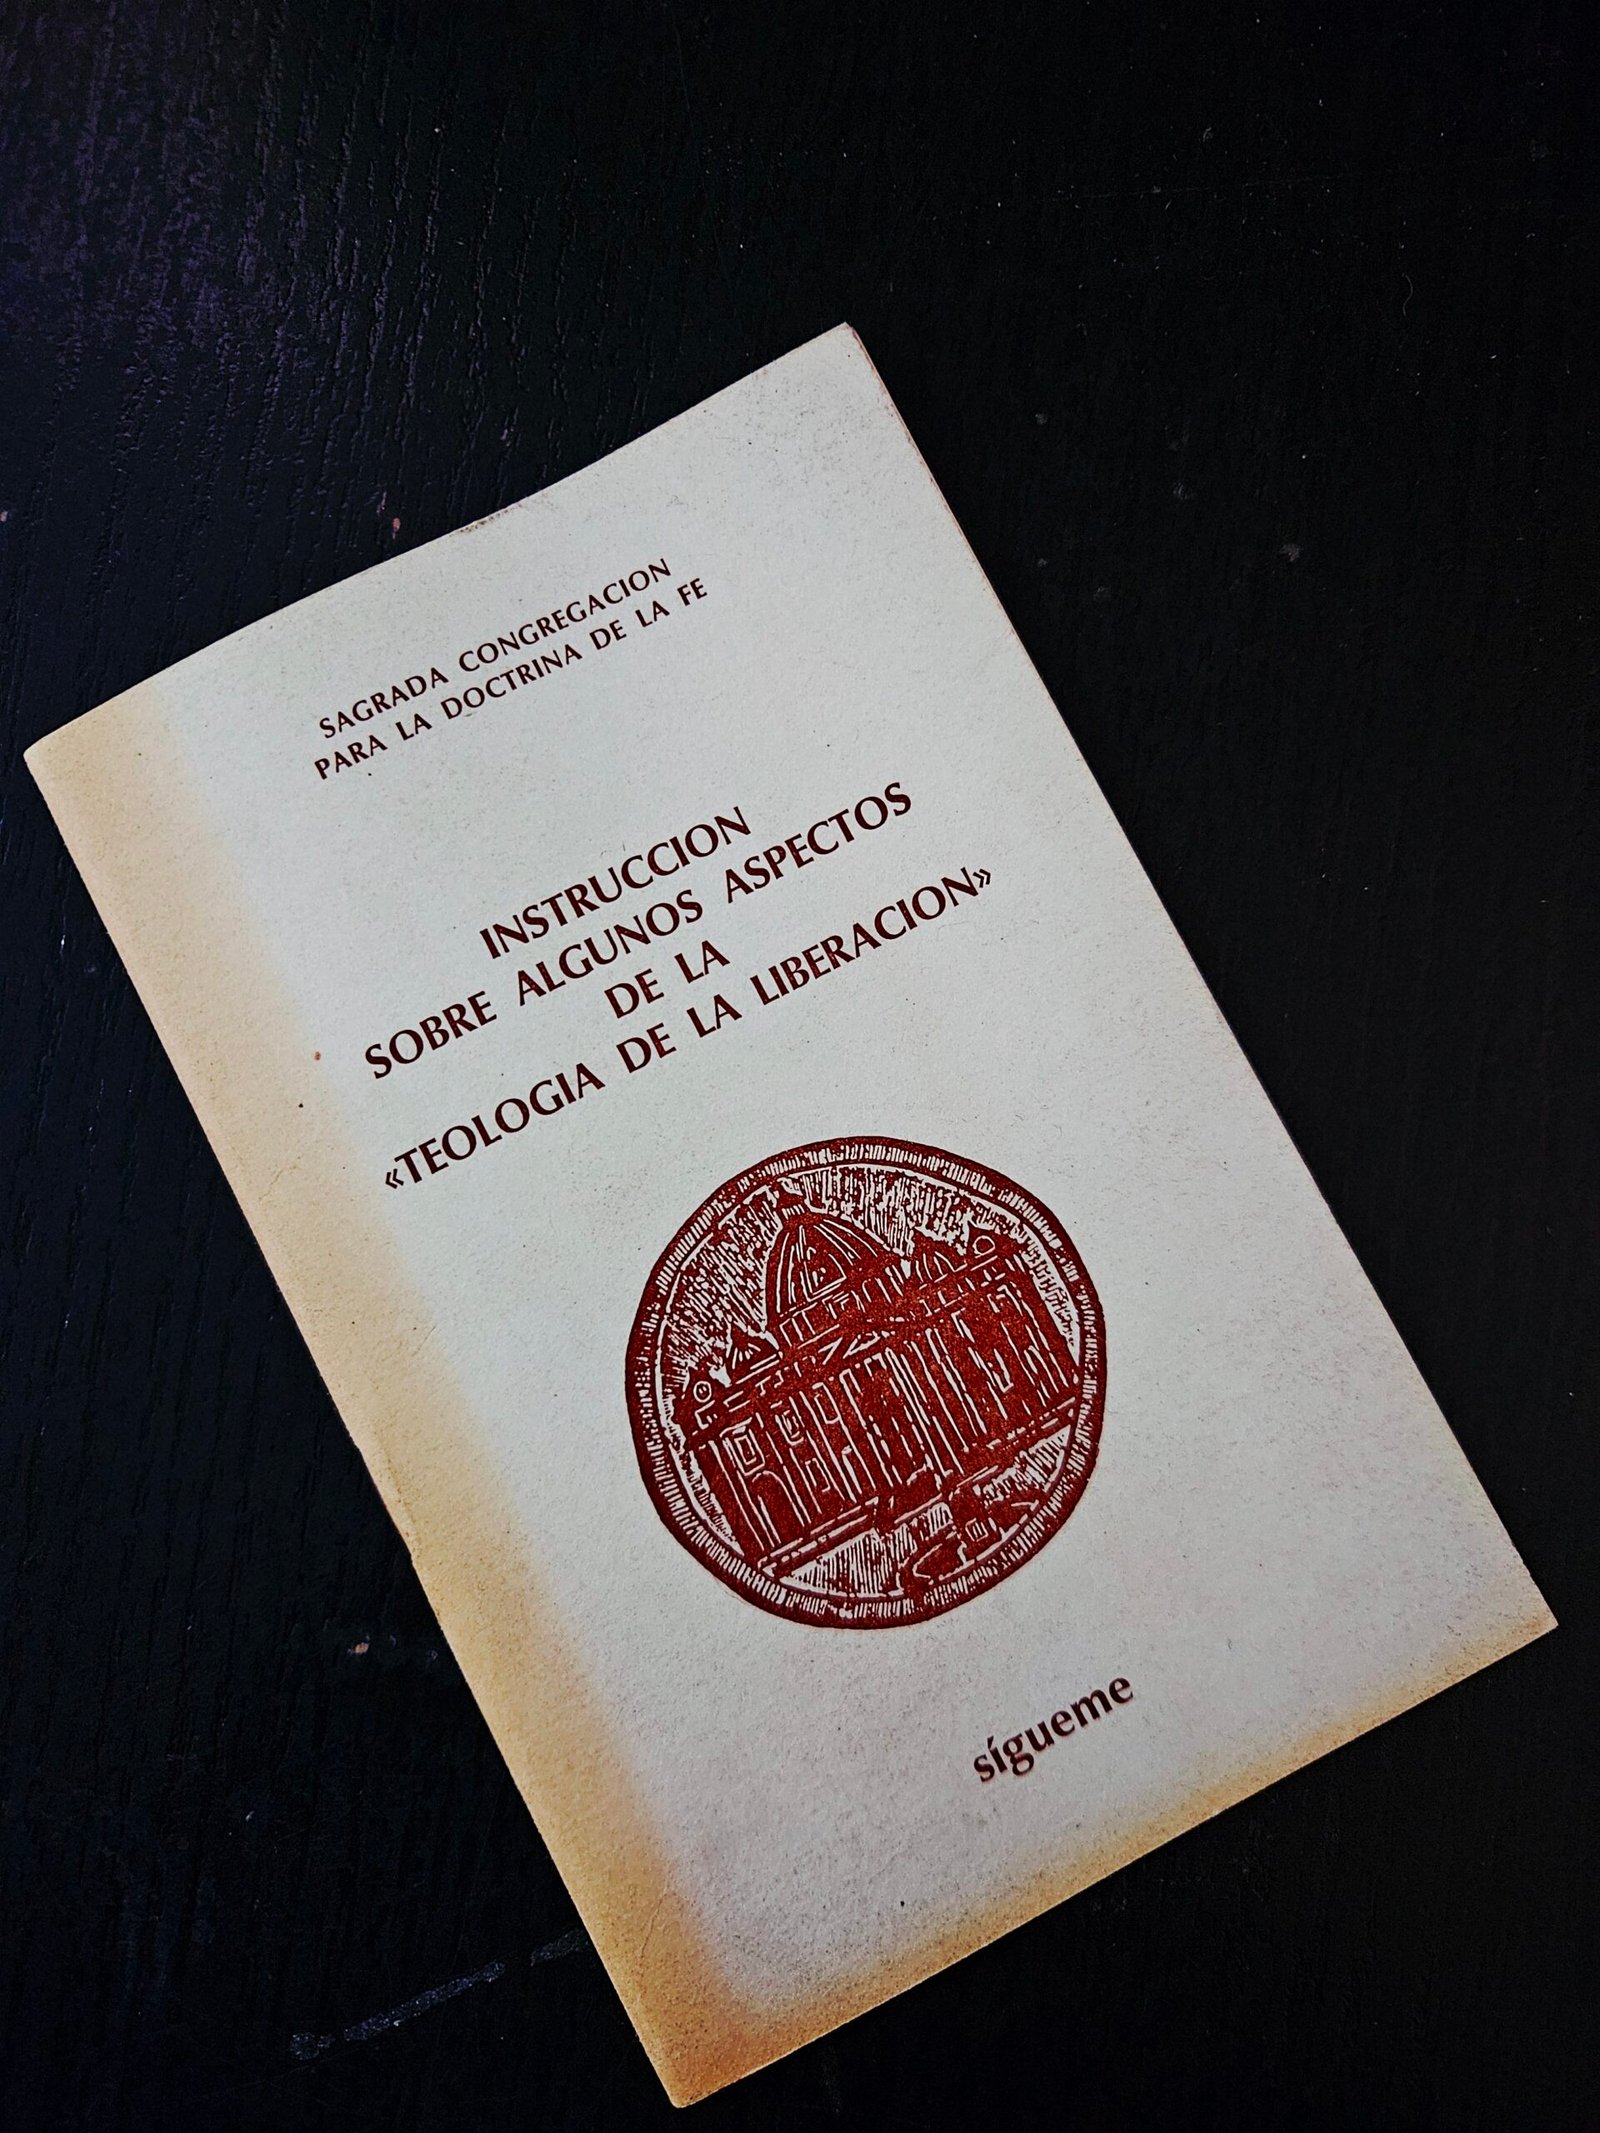 SAGRADA CONGREGACION
PARA LA DOCTRINA DE LA FE
INSTRUCCION
SOBRE ALGUNOS ASPECTOS
DE LA
«TEOLOGIA DE LA LIBERACION»
sígueme